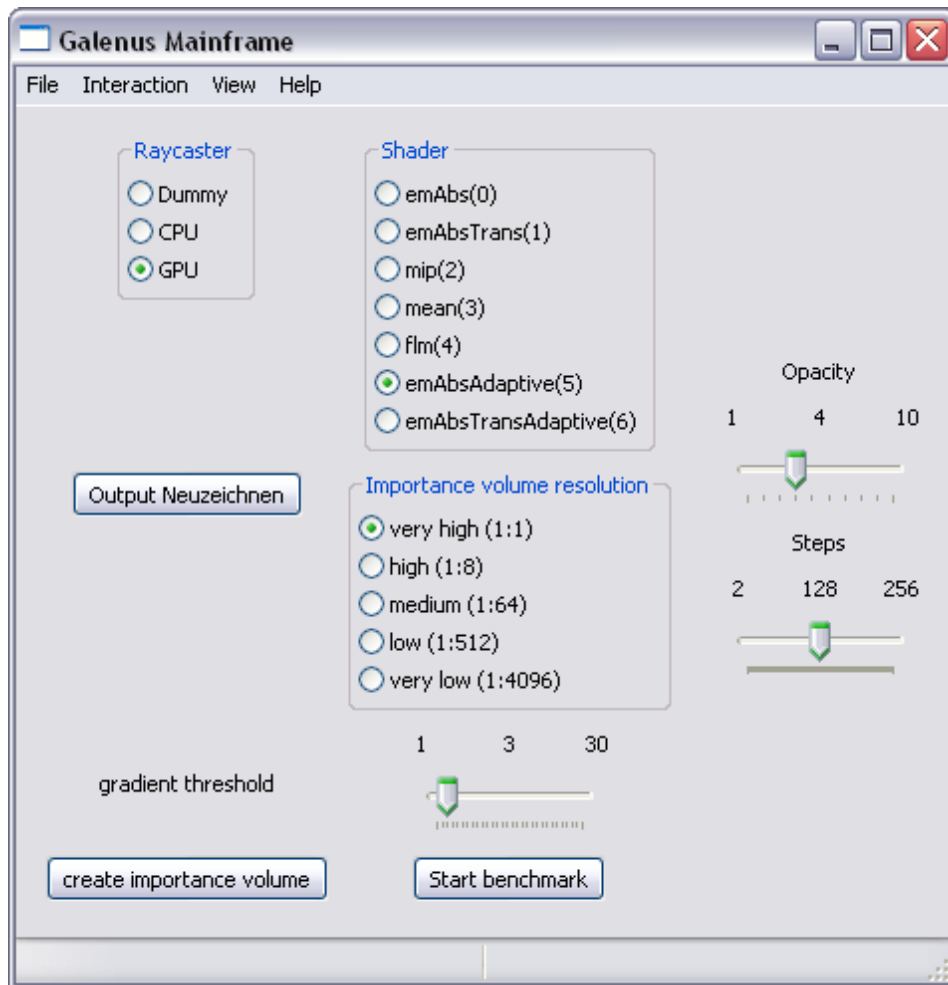 Galenus Mainframe
File Interaction View Help
Raycaster
Dummy
CPU
GPU
Shader
emAbs(0)
emAbsTrans(1)
mip(2)
mean(3)
flm(4)
emAbsAdaptive(5)
emAbsTransAdaptive(6)
Opacity
1 4 10
Output Neuzeichnen
Importance volume resolution
very high (1:1)
high (1:8)
medium (1:64)
low (1:512)
very low (1:4096)
Steps
2 128 256
1 3 30
gradient threshold
create importance volume
Start benchmark